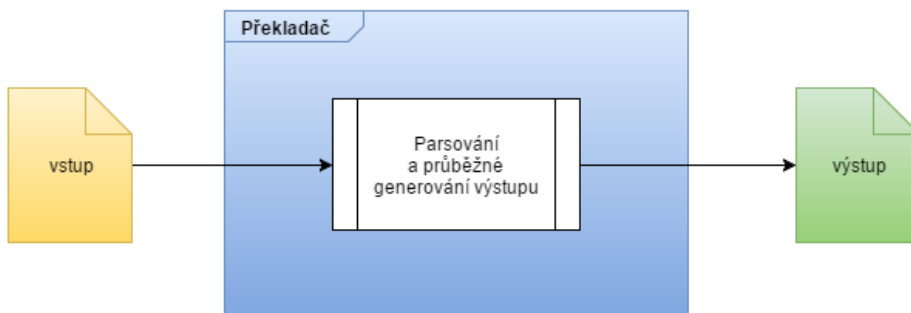 Překladač
vstup
Parsování
a průběžné
generování výstupu
výstup